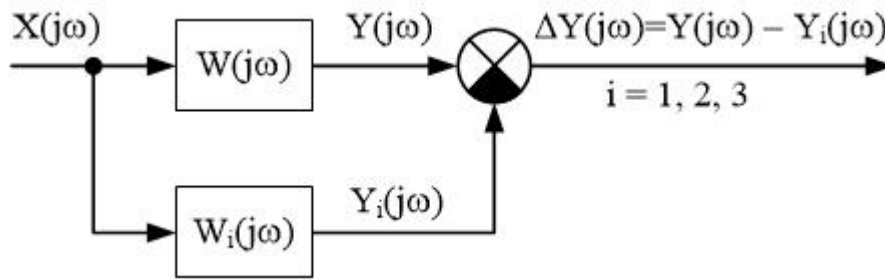 X(jω)
W(jω)
Y(jω)
ΔY(jω)=Y(jω) – Yᵢ(jω)
i = 1, 2, 3
Wᵢ(jω)
Yᵢ(jω)